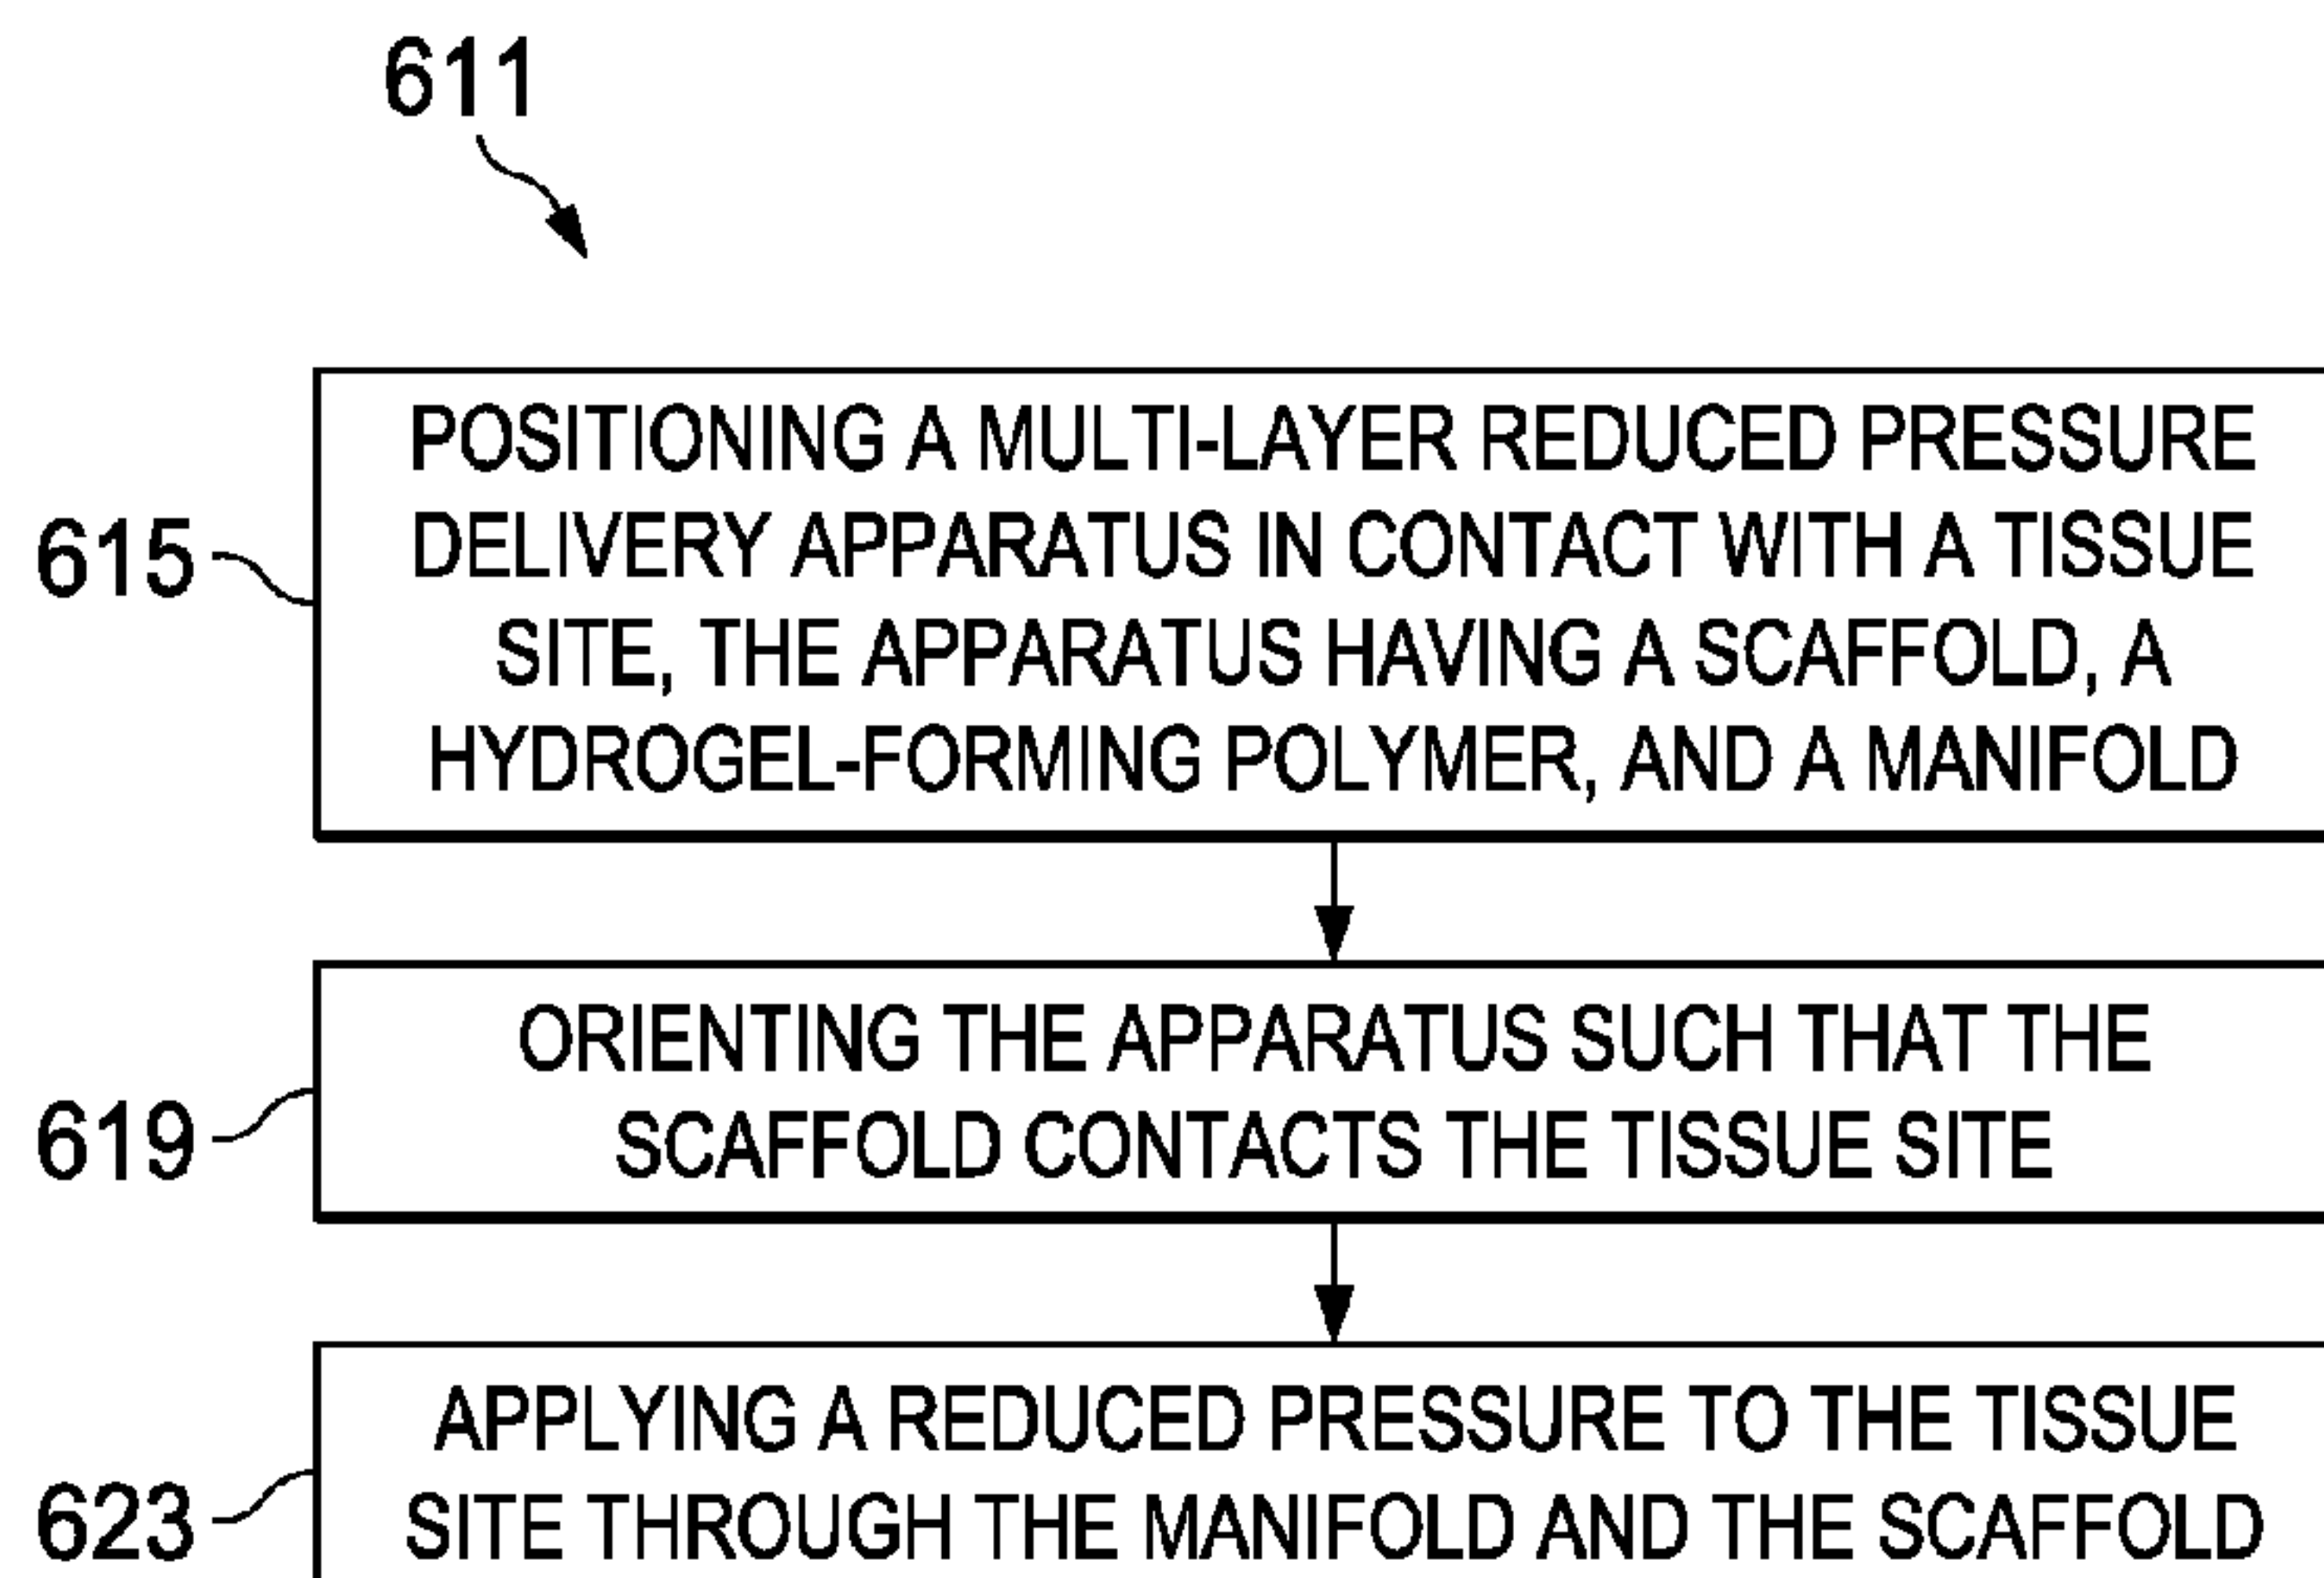 611
615
POSITIONING A MULTI-LAYER REDUCED PRESSURE
DELIVERY APPARATUS IN CONTACT WITH A TISSUE
SITE, THE APPARATUS HAVING A SCAFFOLD, A
HYDROGEL-FORMING POLYMER, AND A MANIFOLD
619
ORIENTING THE APPARATUS SUCH THAT THE
SCAFFOLD CONTACTS THE TISSUE SITE
623
APPLYING A REDUCED PRESSURE TO THE TISSUE
SITE THROUGH THE MANIFOLD AND THE SCAFFOLD